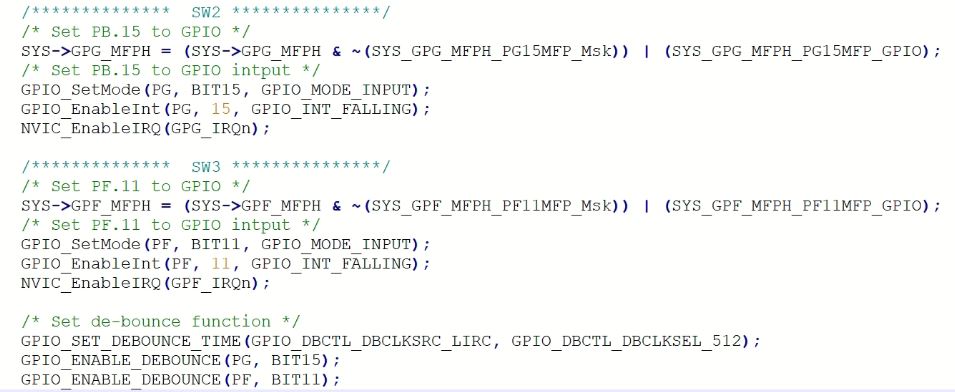 /************** SW2 ***************/
/* Set PB.15 to GPIO */
SYS->GPG_MFPH = (SYS->GPG_MFPH & ~(SYS_GPG_MFPH_PG15MFP_Msk)) | (SYS_GPG_MFPH_PG15MFP_GPIO);
/* Set PB.15 to GPIO intput */
GPIO_SetMode(PG, BIT15, GPIO_MODE_INPUT);
GPIO_EnableInt(PG, 15, GPIO_INT_FALLING);
NVIC_EnableIRQ(GPG_IRQn);
/************** SW3 ***************/
/* Set PF.11 to GPIO */
SYS->GPF_MFPH = (SYS->GPF_MFPH & ~(SYS_GPF_MFPH_PF11MFP_Msk)) | (SYS_GPF_MFPH_PF11MFP_GPIO);
/* Set PF.11 to GPIO intput */
GPIO_SetMode(PF, BIT11, GPIO_MODE_INPUT);
GPIO_EnableInt(PF, 11, GPIO_INT_FALLING);
NVIC_EnableIRQ(GPF_IRQn);
/* Set de-bounce function */
GPIO_SET_DEBOUNCE_TIME(GPIO_DBCTL_DBCLKSRC_LIRC, GPIO_DBCTL_DBCLKSEL_512);
GPIO_ENABLE_DEBOUNCE(PG, BIT15);
GPIO_ENABLE_DEBOUNCE(PF, BIT11);